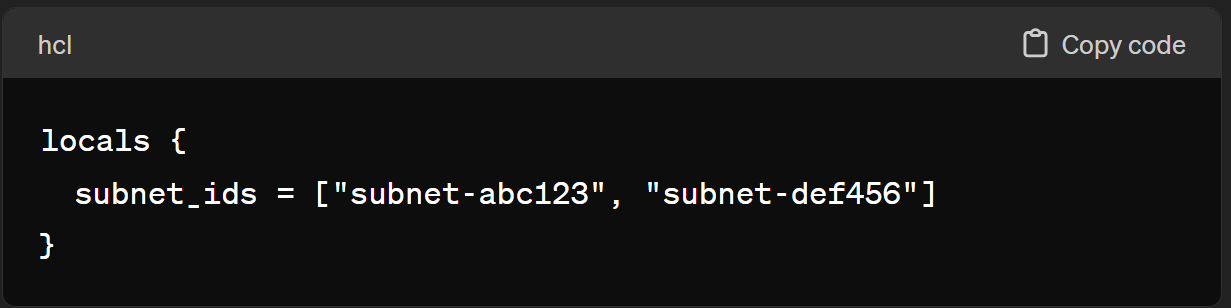 hcl
Copy code
locals {
  subnet_ids = ["subnet-abc123", "subnet-def456"]
}